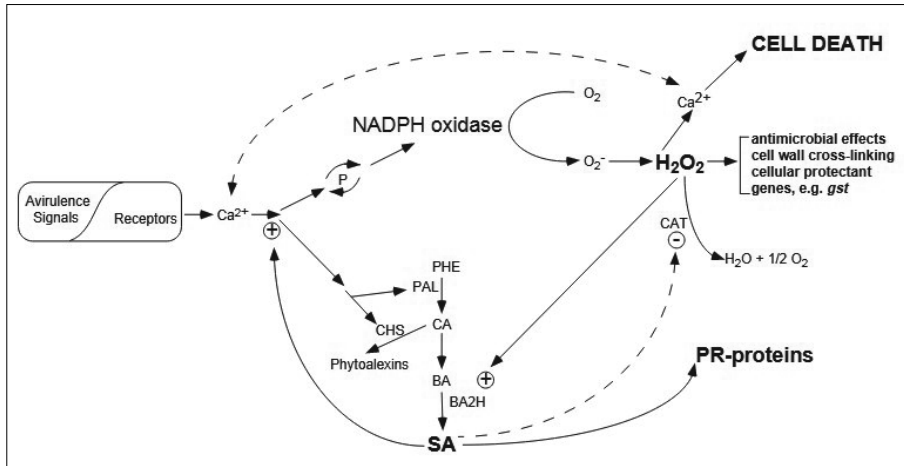 CELL DEATH
Ca2+
O2
NADPH oxidase
O2-
H2O2
antimicrobial effects
cell wall cross-linking
cellular protectant
genes, e.g. gst
P
Avirulence
Signals
Receptors
Ca2+
+
CAT
-
H2O + 1/2 O2
PHE
PAL
CA
CHS
Phytoalexins
PR-proteins
BA
+
BA2H
SA